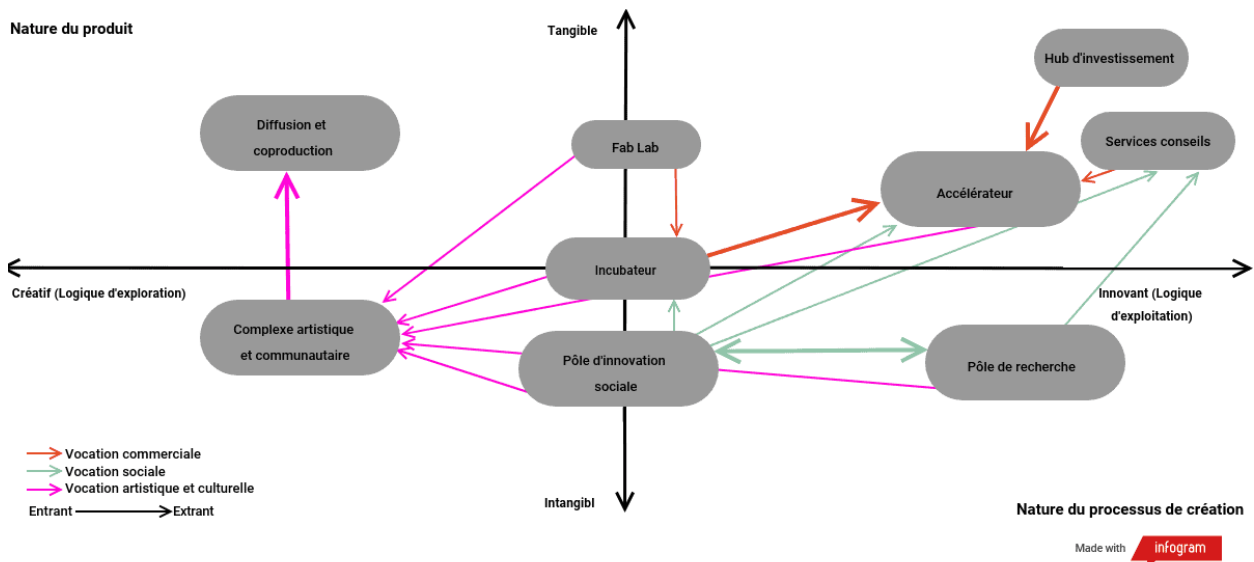 Nature du produit
Tangible
Hub d'investissement
Diffusion et
coproduction
Fab Lab
Services conseils
Accélérateur
Incubateur
Créatif (Logique d'exploration)
Innovant (Logique
d'exploitation)
Complexe artistique
et communautaire
Pôle d'innovation
sociale
Pôle de recherche
Vocation commerciale
Vocation sociale
Vocation artistique et culturelle
Entrant
Extrant
Intangibl
Nature du processus de création
Made with
infogram